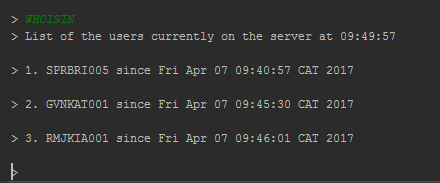 > WHOISIN
> List of the users currently on the server at 09:49:57
> 1. SPRBRI005 since Fri Apr 07 09:40:57 CAT 2017
> 2. GVNKAT001 since Fri Apr 07 09:45:30 CAT 2017
> 3. RMJKIA001 since Fri Apr 07 09:46:01 CAT 2017
>